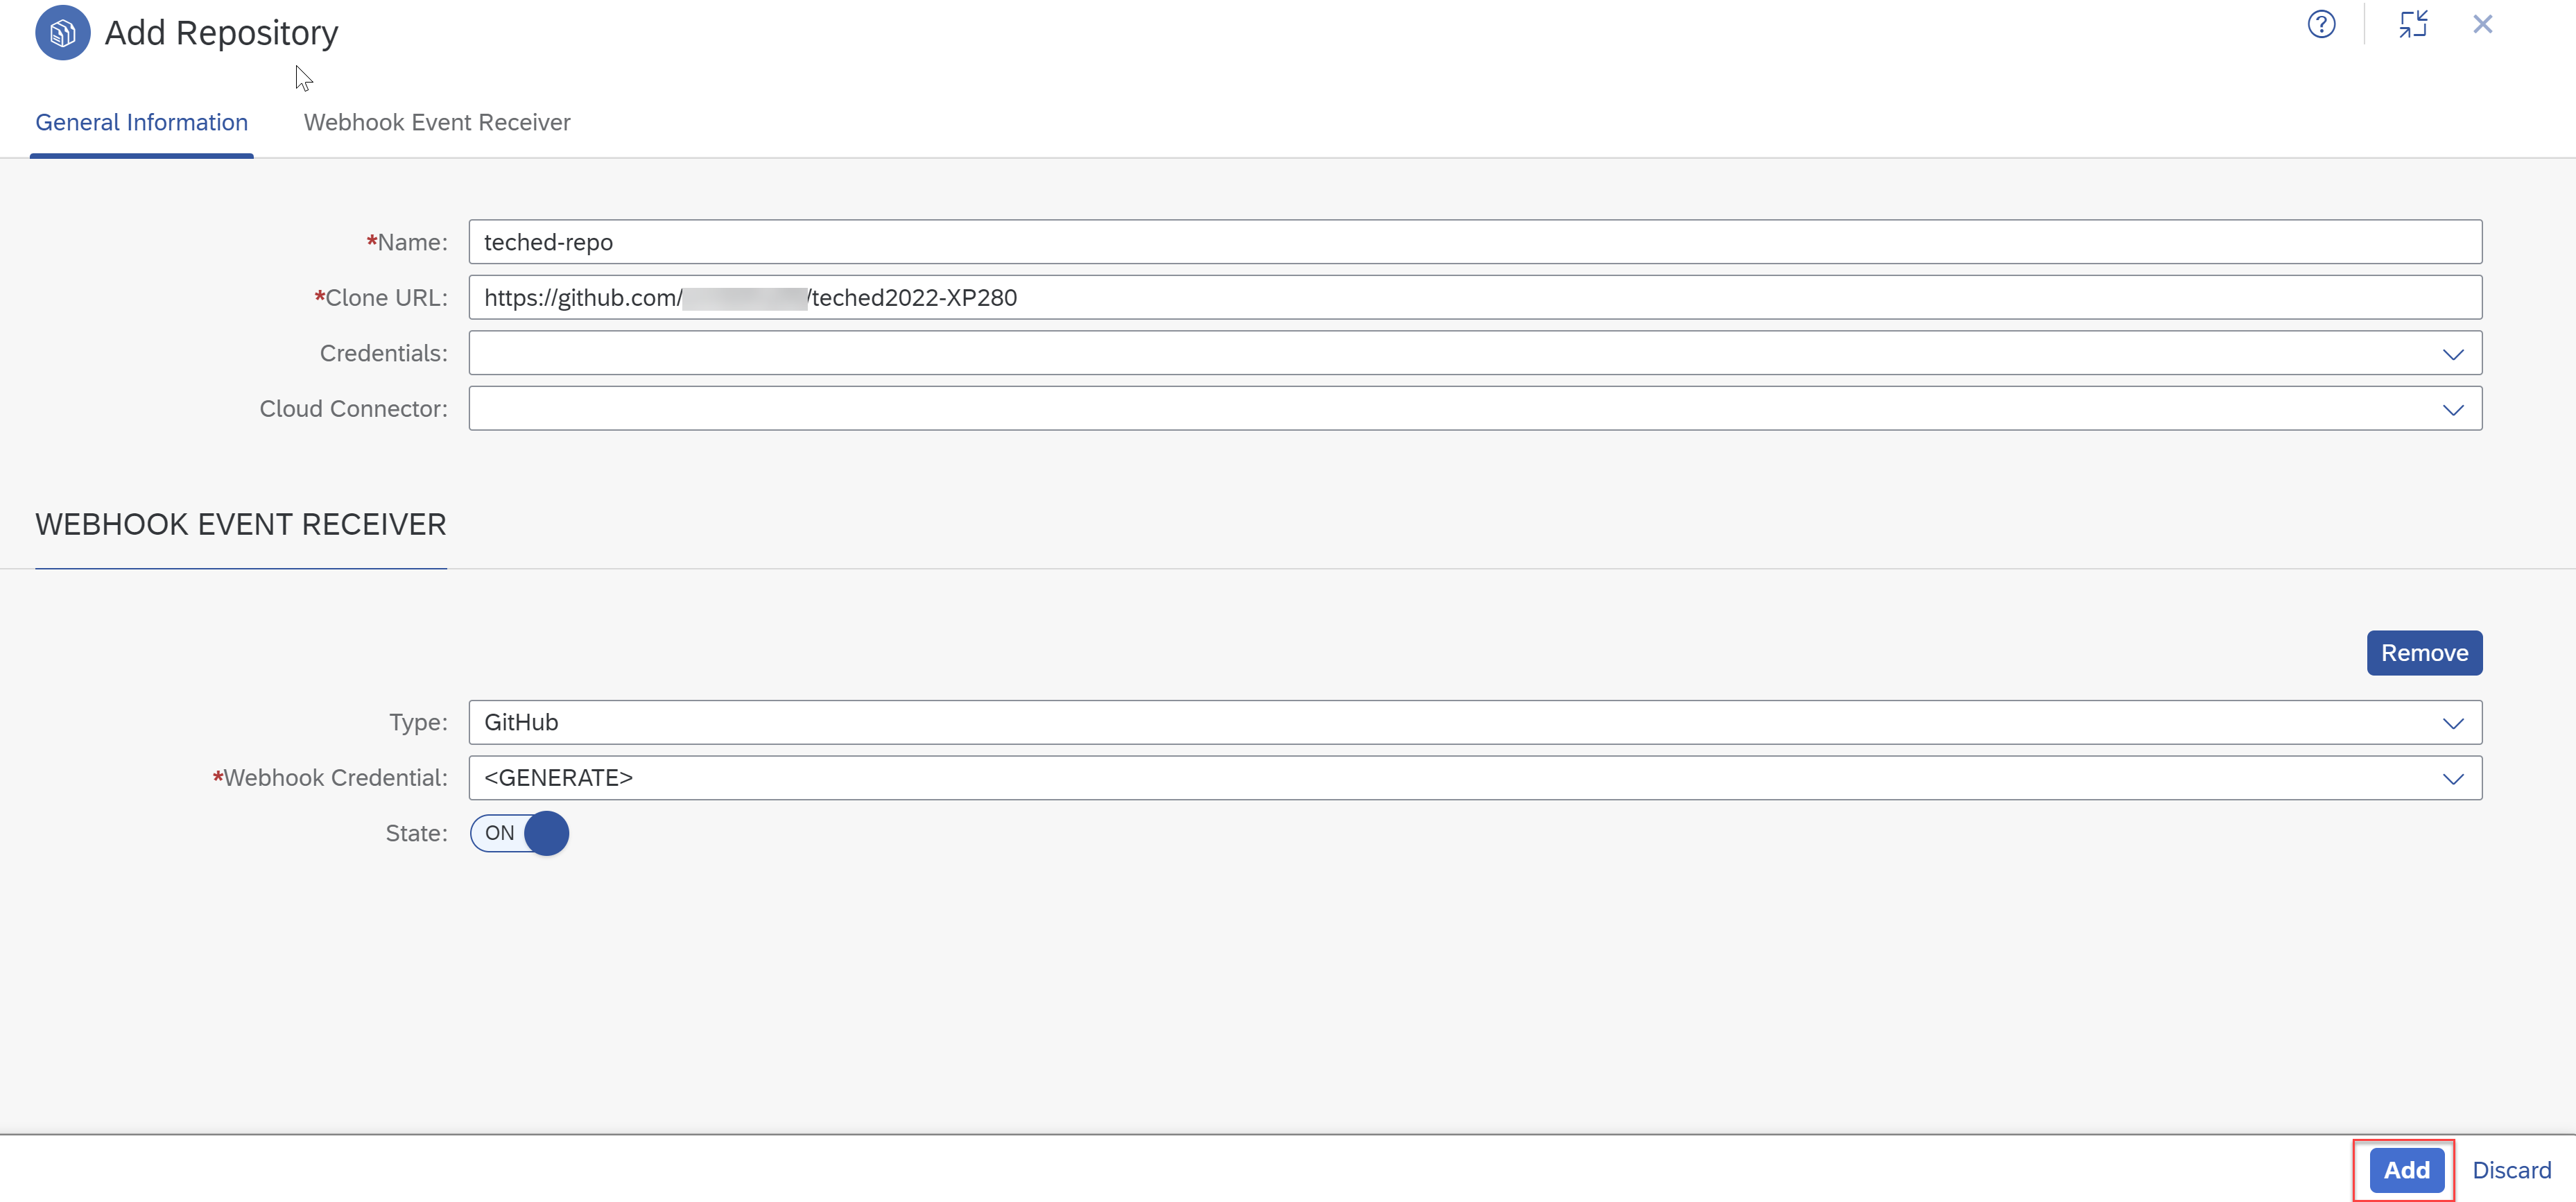 Add Repository
General Information Webhook Event Receiver
*Name: teched-repo
*Clone URL: https://github.com/ /teched2022-XP280
Credentials:
Cloud Connector:
WEBHOOK EVENT RECEIVER
Remove
Type: GitHub
*Webhook Credential: <GENERATE>
State: ON
Add Discard